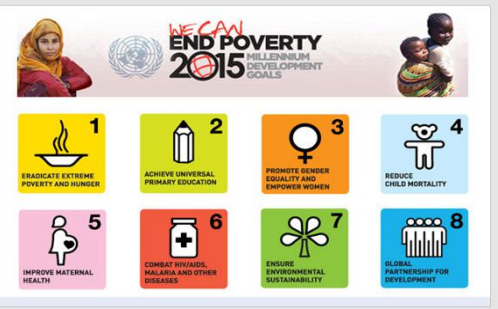 WE CAN
END POVERTY
2015 MILLENNIUM
DEVELOPMENT
GOALS
1
ERADICATE EXTREME
POVERTY AND HUNGER
2
ACHIEVE UNIVERSAL
PRIMARY EDUCATION
3
PROMOTE GENDER
EQUALITY AND
EMPOWER WOMEN
4
REDUCE
CHILD MORTALITY
5
IMPROVE MATERNAL
HEALTH
6
COMBAT HIV/AIDS,
MALARIA AND OTHER
DISEASES
7
ENSURE
ENVIRONMENTAL
SUSTAINABILITY
8
GLOBAL
PARTNERSHIP FOR
DEVELOPMENT